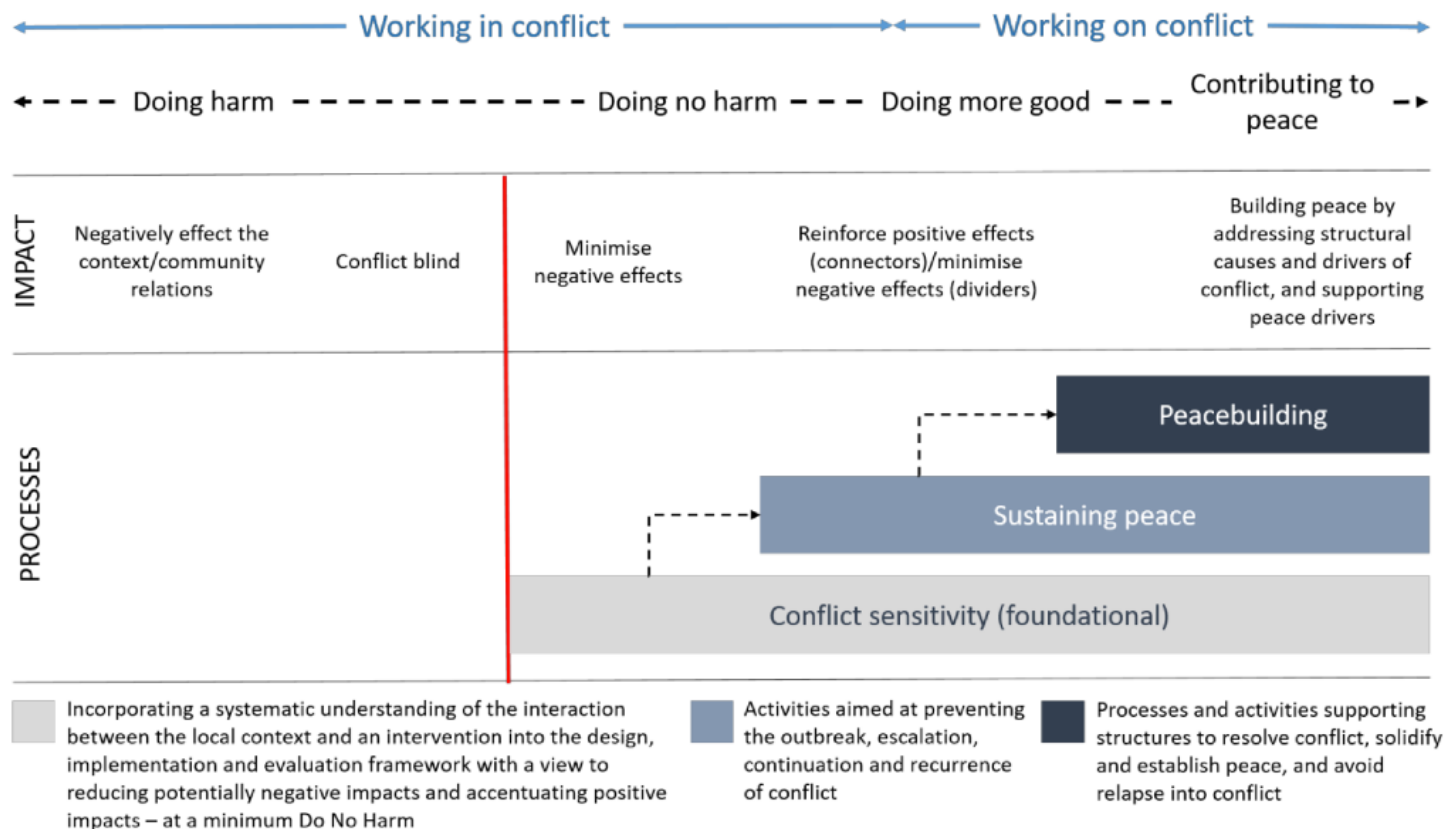 Working in conflict
Working on conflict
Doing harm
Doing no harm
Doing more good
Contributing to
peace
IMPACT
Negatively effect the
context/community
relations
Conflict blind
Minimise
negative effects
Reinforce positive effects
(connectors)/minimise
negative effects (dividers)
Building peace by
addressing structural
causes and drivers of
conflict, and supporting
peace drivers
PROCESSES
Peacebuilding
Sustaining peace
Conflict sensitivity (foundational)
Incorporating a systematic understanding of the interaction
between the local context and an intervention into the design,
implementation and evaluation framework with a view to
reducing potentially negative impacts and accentuating positive
impacts – at a minimum Do No Harm
Activities aimed at preventing
the outbreak, escalation,
continuation and recurrence
of conflict
Processes and activities supporting
structures to resolve conflict, solidify
and establish peace, and avoid
relapse into conflict